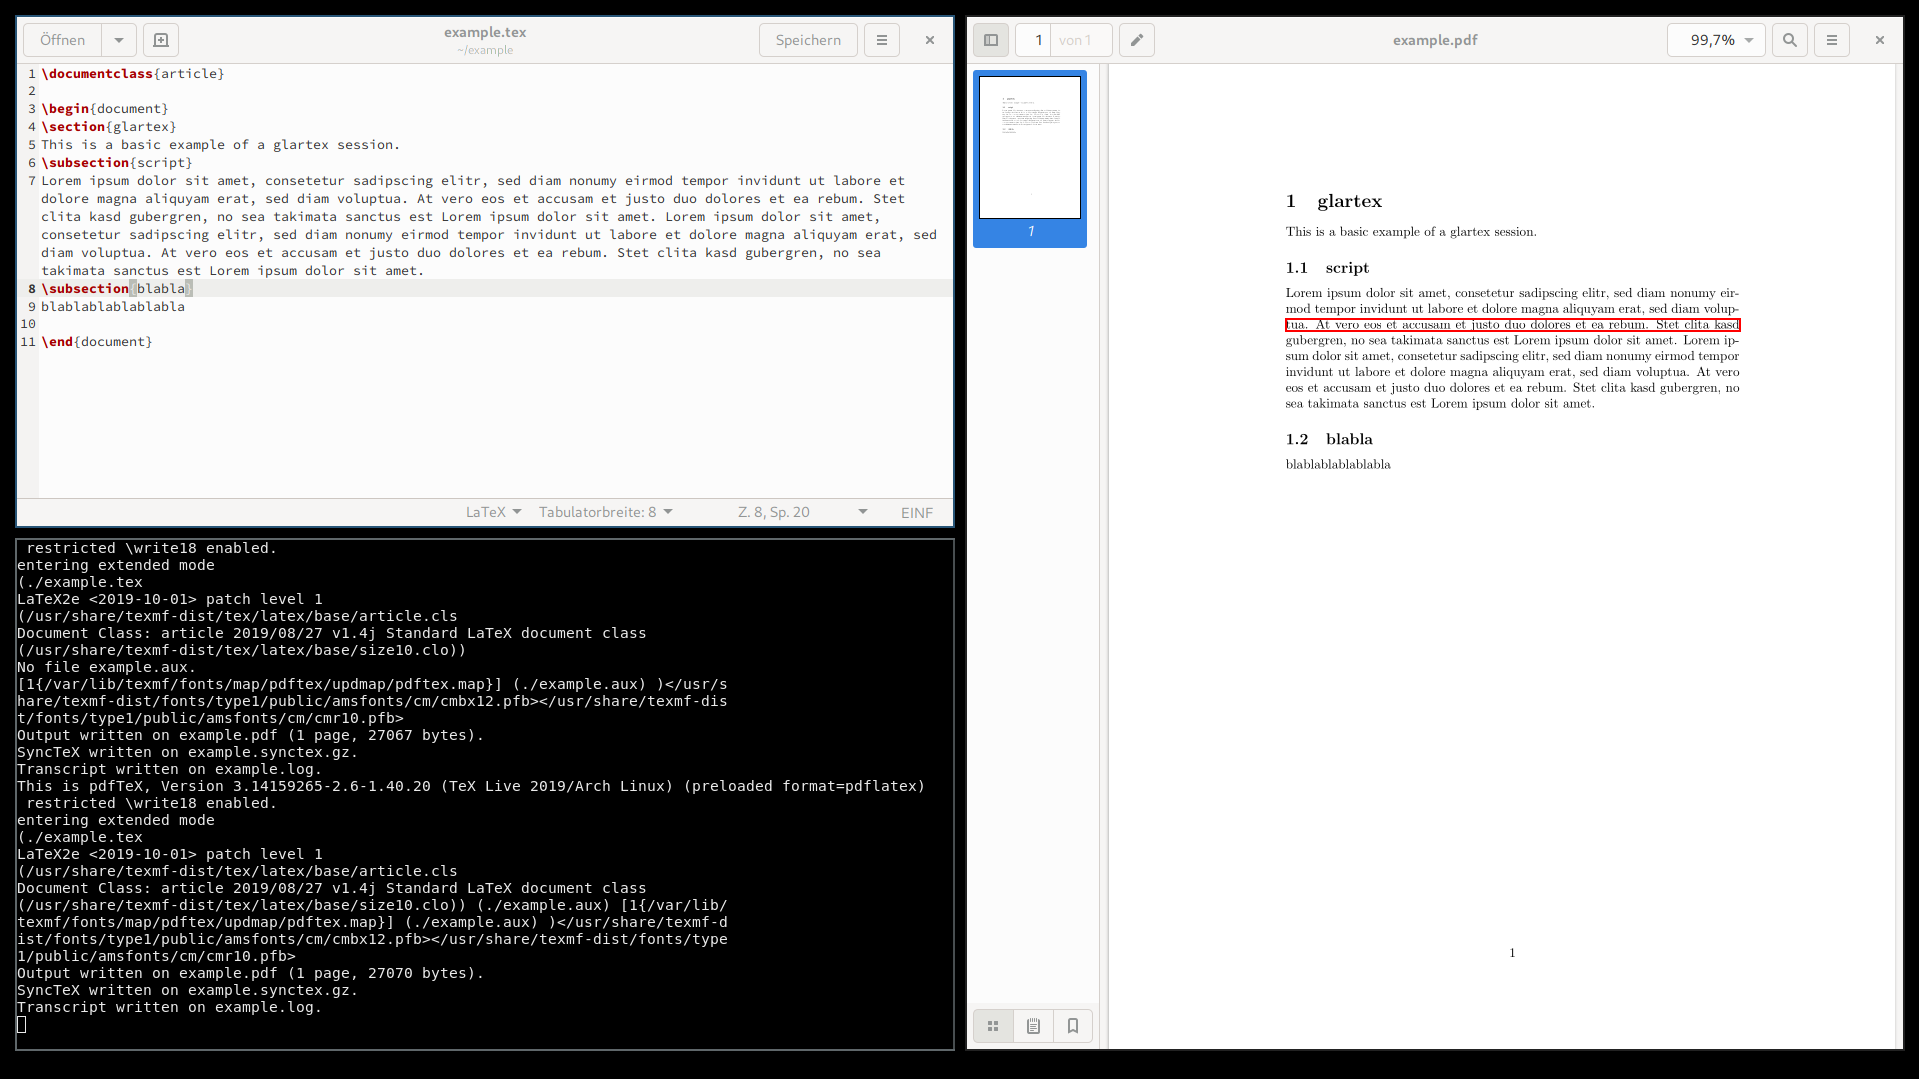 Öffnen
example.tex
~/example
Speichern
1 \documentclass{article}
2
3 \begin{document}
4 \section{glartex}
5 This is a basic example of a glartex session.
6 \subsection{script}
7 Lorem ipsum dolor sit amet, consetetur sadipscing elitr, sed diam nonumy eirmod tempor invidunt ut labore et
dolore magna aliquyam erat, sed diam voluptua. At vero eos et accusam et justo duo dolores et ea rebum. Stet
clita kasd gubergren, no sea takimata sanctus est Lorem ipsum dolor sit amet. Lorem ipsum dolor sit amet,
consetetur sadipscing elitr, sed diam nonumy eirmod tempor invidunt ut labore et dolore magna aliquyam erat, sed
diam voluptua. At vero eos et accusam et justo duo dolores et ea rebum. Stet clita kasd gubergren, no sea
takimata sanctus est Lorem ipsum dolor sit amet.
8 \subsection{blabla}
9 blablablablablabla
10
11 \end{document}
LaTeX Tabulatorbreite: 8 Z. 8, Sp. 20 EINF
restricted \write18 enabled.
entering extended mode
(./example.tex
LaTeX2e <2019-10-01> patch level 1
(/usr/share/texmf-dist/tex/latex/base/article.cls
Document Class: article 2019/08/27 v1.4j Standard LaTeX document class
(/usr/share/texmf-dist/tex/latex/base/size10.clo))
No file example.aux.
[1{/var/lib/texmf/fonts/map/pdftex/updmap/pdftex.map}] (./example.aux) )</usr/s
hare/texmf-dist/fonts/type1/public/amsfonts/cm/cmbx12.pfb></usr/share/texmf-dis
t/fonts/type1/public/amsfonts/cm/cmr10.pfb>
Output written on example.pdf (1 page, 27067 bytes).
SyncTeX written on example.synctex.gz.
Transcript written on example.log.
This is pdfTeX, Version 3.14159265-2.6-1.40.20 (TeX Live 2019/Arch Linux) (preloaded format=pdflatex)
restricted \write18 enabled.
entering extended mode
(./example.tex
LaTeX2e <2019-10-01> patch level 1
(/usr/share/texmf-dist/tex/latex/base/article.cls
Document Class: article 2019/08/27 v1.4j Standard LaTeX document class
(/usr/share/texmf-dist/tex/latex/base/size10.clo)) (./example.aux) [1{/var/lib/
texmf/fonts/map/pdftex/updmap/pdftex.map}] (./example.aux) )</usr/share/texmf-d
ist/fonts/type1/public/amsfonts/cm/cmbx12.pfb></usr/share/texmf-dist/fonts/type
1/public/amsfonts/cm/cmr10.pfb>
Output written on example.pdf (1 page, 27070 bytes).
SyncTeX written on example.synctex.gz.
Transcript written on example.log.
1 von 1
example.pdf
99,7%
1
1 glartex
This is a basic example of a glartex session.
1.1 script
Lorem ipsum dolor sit amet, consetetur sadipscing elitr, sed diam nonumy eir-
mod tempor invidunt ut labore et dolore magna aliquyam erat, sed diam volup-
tua. At vero eos et accusam et justo duo dolores et ea rebum. Stet clita kasd
gubergren, no sea takimata sanctus est Lorem ipsum dolor sit amet. Lorem ip-
sum dolor sit amet, consetetur sadipscing elitr, sed diam nonumy eirmod tempor
invidunt ut labore et dolore magna aliquyam erat, sed diam voluptua. At vero
eos et accusam et justo duo dolores et ea rebum. Stet clita kasd gubergren, no
sea takimata sanctus est Lorem ipsum dolor sit amet.
1.2 blabla
blablablablablabla
1